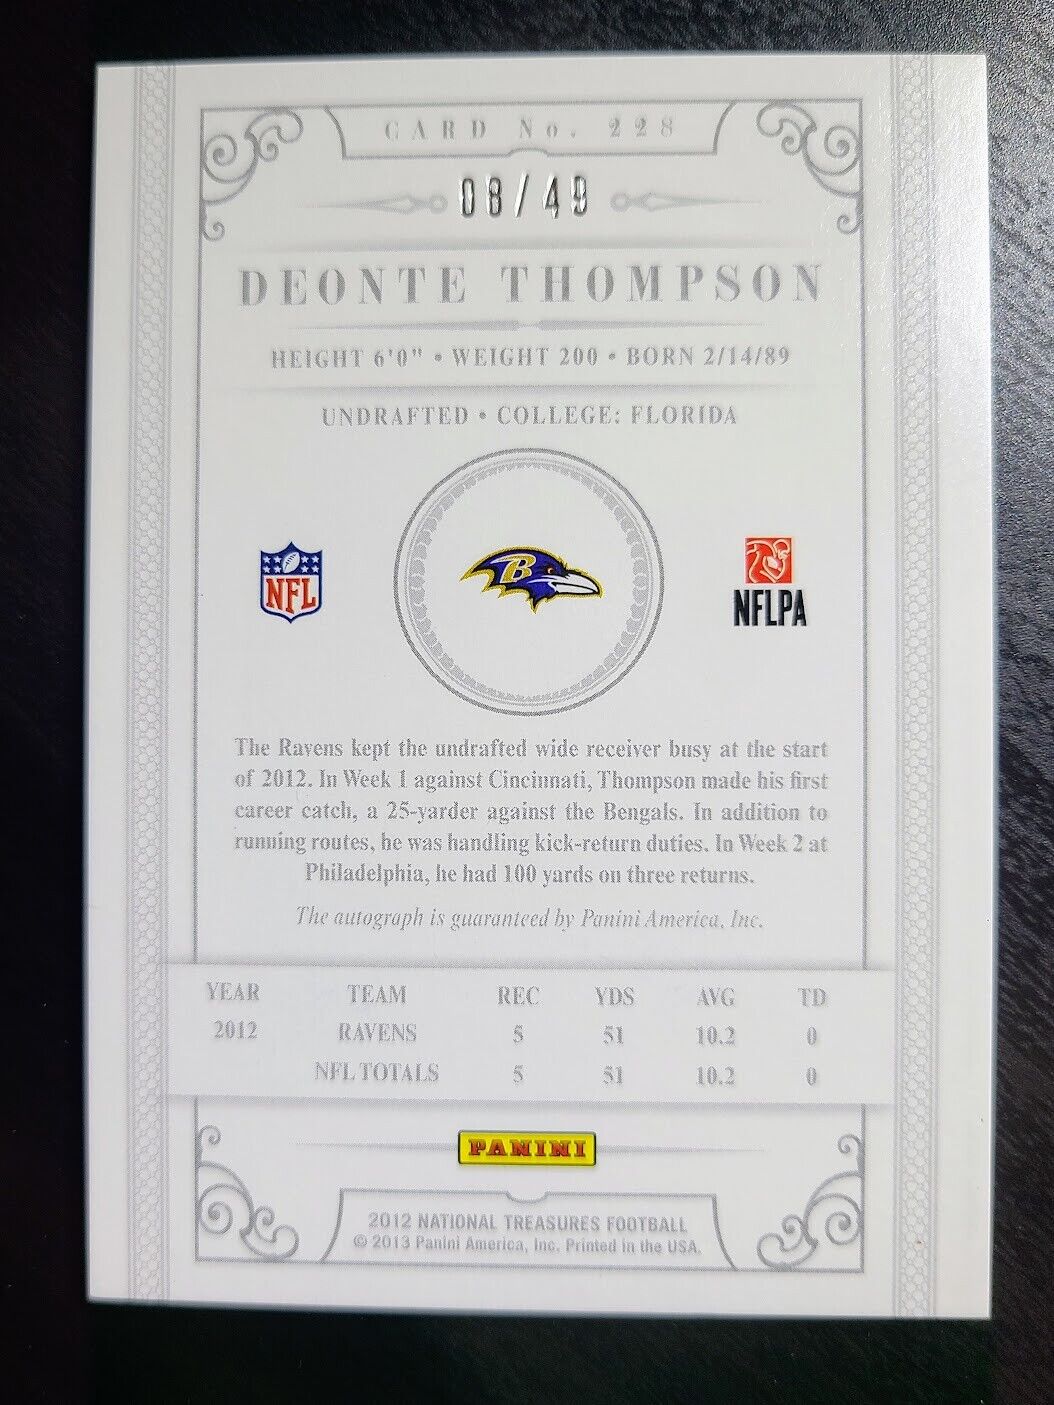 CARD No. 228
08/49
DEONTE THOMPSON
HEIGHT 6'0" • WEIGHT 200 • BORN 2/14/89
UNDRAFTED • COLLEGE: FLORIDA
NFL
B
NFLPA
The Ravens kept the undrafted wide receiver busy at the start
of 2012. In Week 1 against Cincinnati, Thompson made his first
career catch, a 25-yarder against the Bengals. In addition to
running routes, he was handling kick-return duties. In Week 2 at
Philadelphia, he had 100 yards on three returns.
The autograph is guaranteed by Panini America, Inc.
YEAR TEAM REC YDS AVG TD
2012 RAVENS 5 51 10.2 0
NFL TOTALS 5 51 10.2 0
PANINI
2012 NATIONAL TREASURES FOOTBALL
© 2013 Panini America, Inc. Printed in the USA.